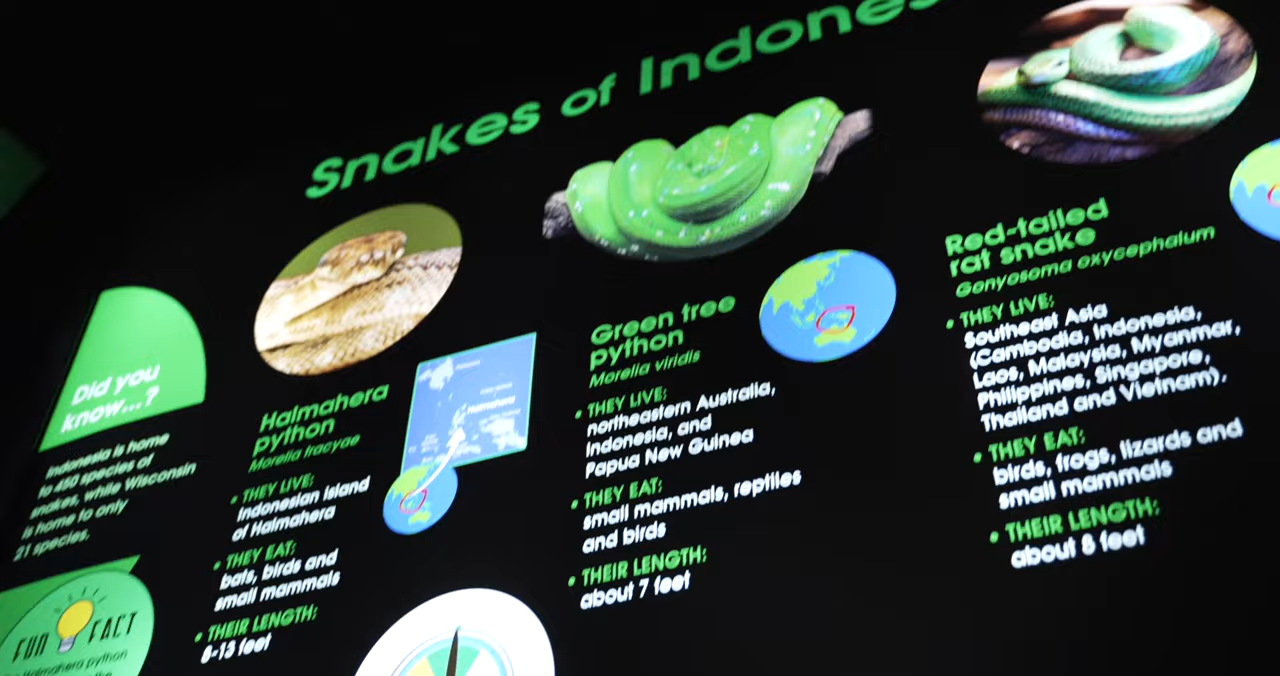 Snakes of Indones
Did you
know...?
Indonesia is home
to 450 species of
snakes, while Wisconsin
is home to only
21 species.
FUN FACT
Halmahera python
Halmahera
python
Morelia tracyae
• THEY LIVE:
Indonesian island
of Halmahera
• THEY EAT:
bats, birds and
small mammals
• THEIR LENGTH:
8-13 feet
Halmahera
Green tree
python
Morelia viridis
• THEY LIVE:
northeastern Australia,
Indonesia, and
Papua New Guinea
• THEY EAT:
small mammals, reptiles
and birds
• THEIR LENGTH:
about 7 feet
Red-tailed
rat snake
Gonyosoma oxycephalum
• THEY LIVE:
Southeast Asia
(Cambodia, Indonesia,
Laos, Malaysia, Myanmar,
Philippines, Singapore,
Thailand and Vietnam).
• THEY EAT:
birds, frogs, lizards and
small mammals
• THEIR LENGTH:
about 8 feet